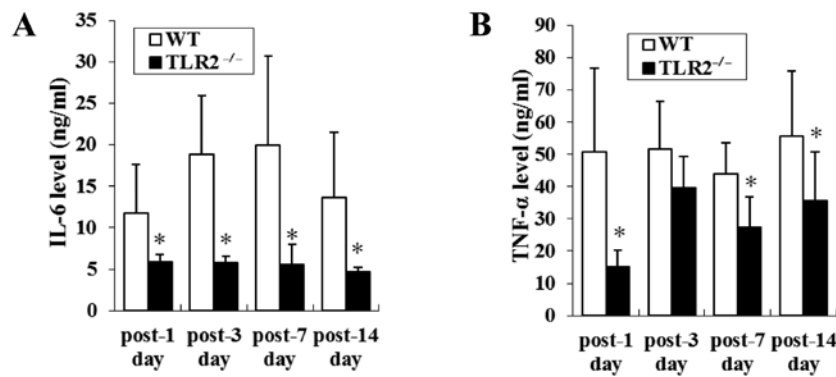 A
IL-6 level (ng/ml)
35
30
25
20
15
10
5
0
WT
TLR2⁻/⁻
*
*
*
*
post-1 post-3 post-7 post-14
day day day day
B
TNF-α level (ng/ml)
90
80
70
60
50
40
30
20
10
0
WT
TLR2⁻/⁻
*
*
*
post-1 post-3 post-7 post-14
day day day day